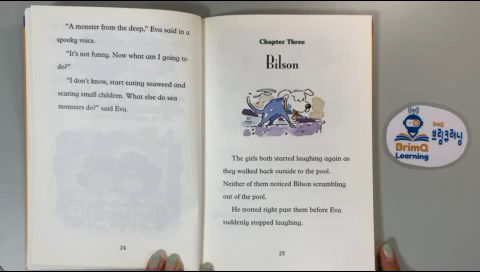 "A monster from the deep," Eva said in a
spooky voice.
"It's not funny. Now what am I going to
do?"
"I don't know, start eating seaweed and
scaring small children. What else do sea
monsters do?" said Eva.
24
Chapter Three
Bilson
The girls both started laughing again as
they walked back outside to the pool.
Neither of them noticed Bilson scrambling
out of the pool.
He trotted right past them before Eva
suddenly stopped laughing.
25
브림큐러닝
BrimQ
Learning